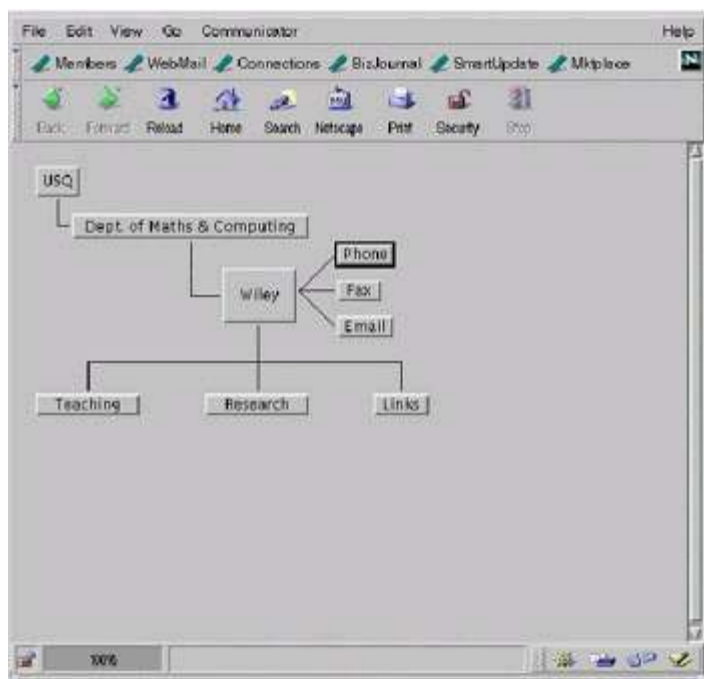 File Edit View Go Communicator Help
Members WebMail Connections BizJournal SmartUpdate Mktplace
Back Forward Reload Home Search Netscape Print Security Stop
USQ
Dept. of Maths & Computing
Phone
Wiley
Fax
Email
Teaching Research Links
100%